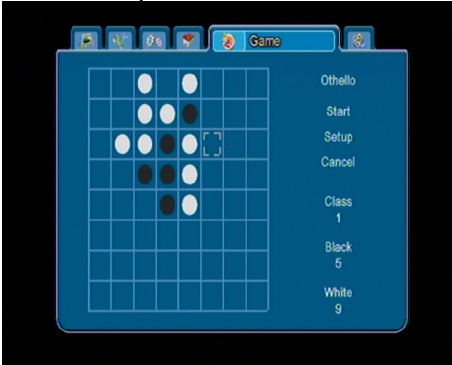 Game
Othello
Start
Setup
Cancel
Class
1
Black
5
White
9